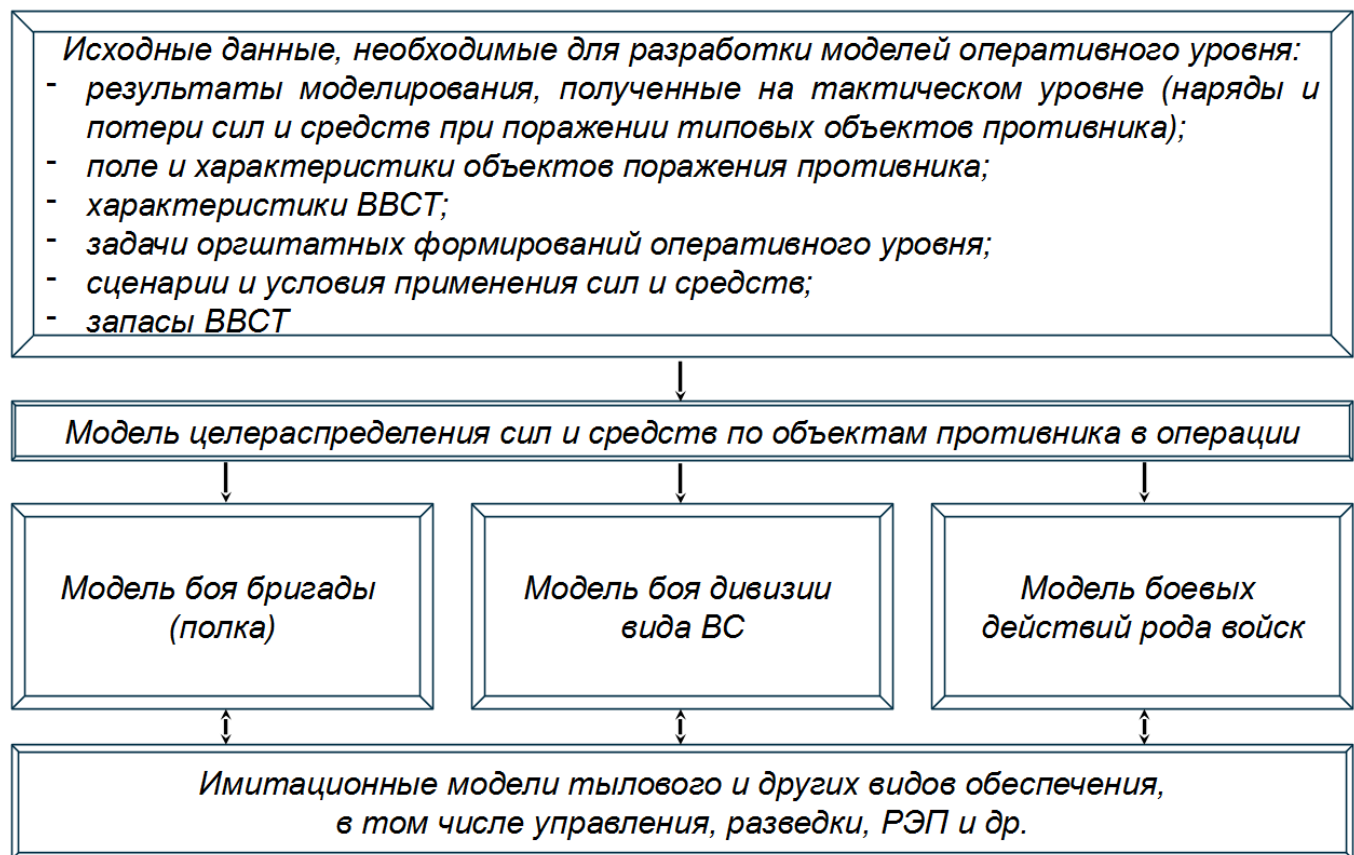 Исходные данные, необходимые для разработки моделей оперативного уровня:
- результаты моделирования, полученные на тактическом уровне (наряды и
потери сил и средств при поражении типовых объектов противника);
- поле и характеристики объектов поражения противника;
- характеристики ВВСТ;
- задачи оргштатных формирований оперативного уровня;
- сценарии и условия применения сил и средств;
- запасы ВВСТ
Модель целераспределения сил и средств по объектам противника в операции
Модель боя бригады
(полка)
Модель боя дивизии
вида ВС
Модель боевых
действий рода войск
Имитационные модели тылового и других видов обеспечения,
в том числе управления, разведки, РЭП и др.